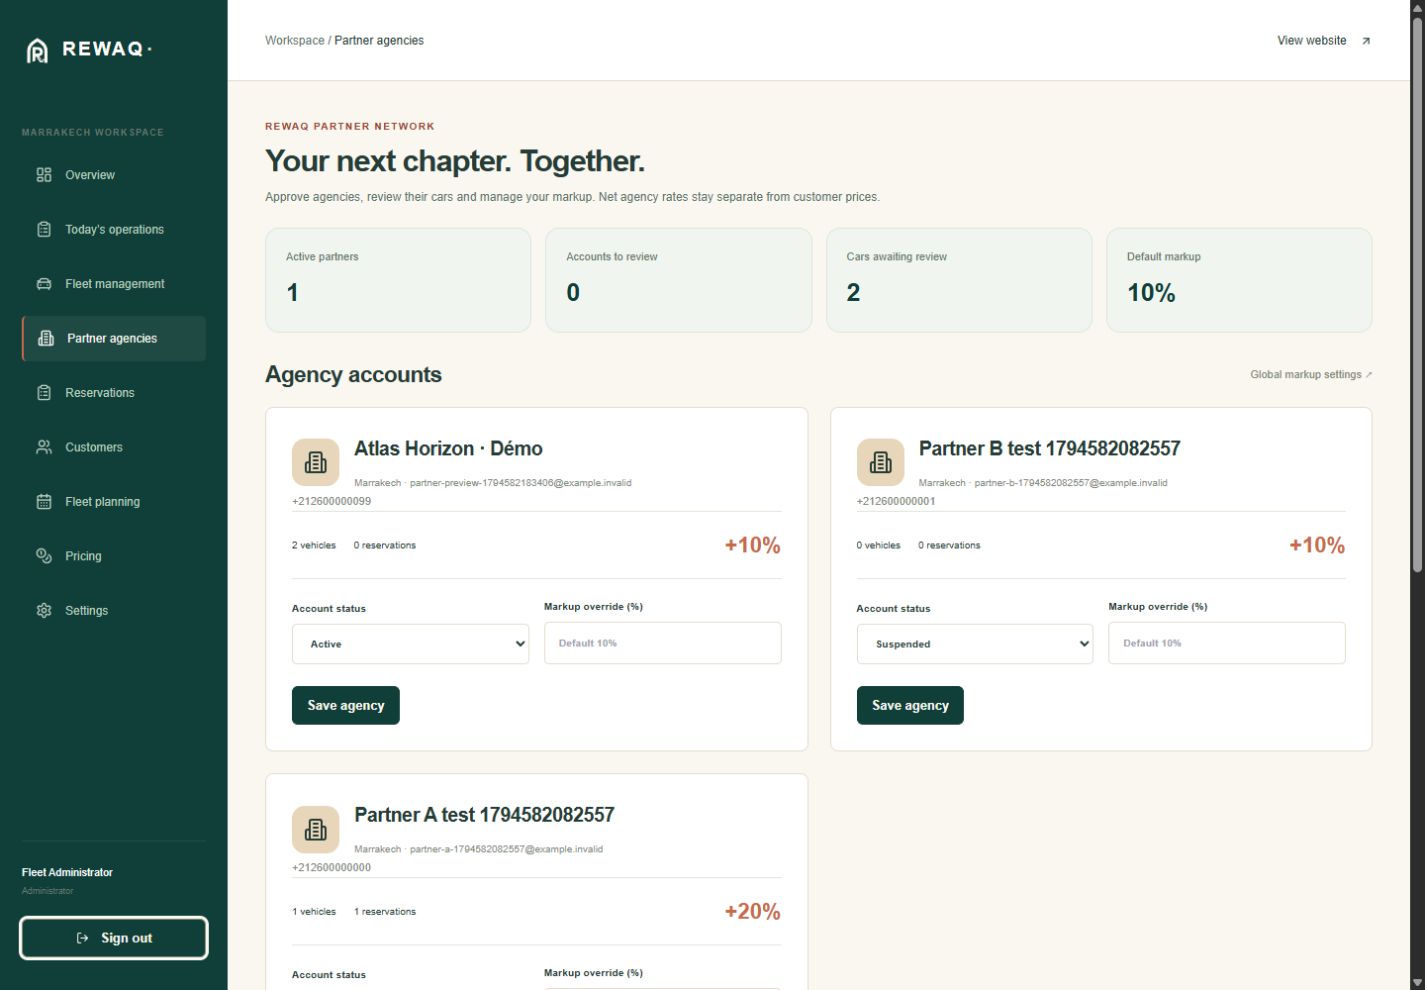 REWAQ·
MARRAKECH WORKSPACE
Overview
Today's operations
Fleet management
Partner agencies
Reservations
Customers
Fleet planning
Pricing
Settings
Fleet Administrator
Administrator
Sign out
Workspace / Partner agencies
View website ↗
REWAQ PARTNER NETWORK
Your next chapter. Together.
Approve agencies, review their cars and manage your markup. Net agency rates stay separate from customer prices.
Active partners
1
Accounts to review
0
Cars awaiting review
2
Default markup
10%
Agency accounts
Global markup settings ↗
Atlas Horizon · Démo
Marrakech · partner-preview-1794582183406@example.invalid
+212600000099
2 vehicles 0 reservations
+10%
Account status
Markup override (%)
Active
Default 10%
Save agency
Partner B test 1794582082557
Marrakech · partner-b-1794582082557@example.invalid
+212600000001
0 vehicles 0 reservations
+10%
Account status
Markup override (%)
Suspended
Default 10%
Save agency
Partner A test 1794582082557
Marrakech · partner-a-1794582082557@example.invalid
+212600000000
1 vehicles 1 reservations
+20%
Account status
Markup override (%)